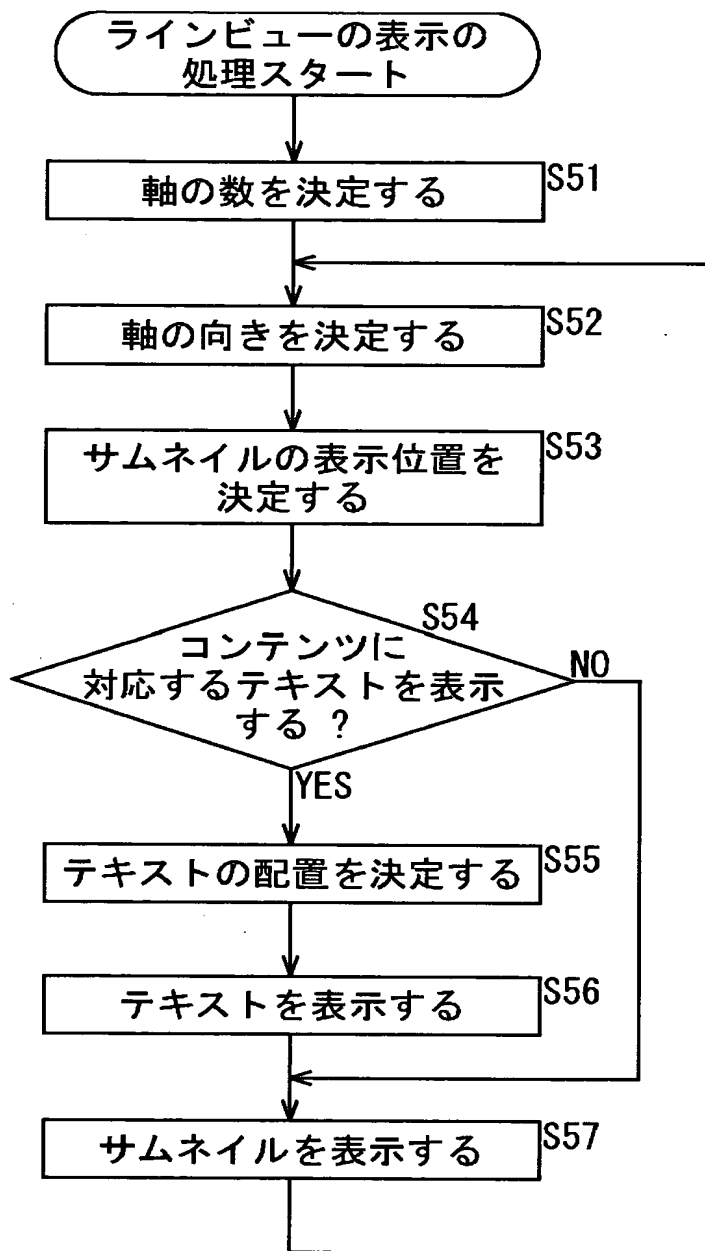 ラインビューの表示の
処理スタート
軸の数を決定する
S51
軸の向きを決定する
S52
サムネイルの表示位置を
決定する
S53
S54
コンテンツに
対応するテキストを表示
する ?
NO
YES
テキストの配置を決定する
S55
テキストを表示する
S56
サムネイルを表示する
S57